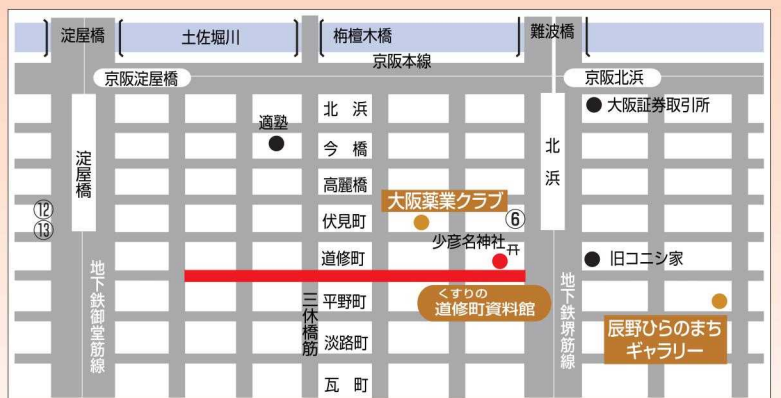 淀屋橋
土佐堀川
栴檀木橋
難波橋
京阪本線
京阪淀屋橋
京阪北浜
北浜
大阪証券取引所
適塾
淀屋橋
今橋
北浜
高麗橋
大阪薬業クラブ
⑫
⑬
伏見町
⑥
少彦名神社
道修町
旧コニシ家
地下鉄御堂筋線
三休橋筋
平野町
くすりの
道修町資料館
地下鉄堺筋線
淡路町
辰野ひらのまち
ギャラリー
瓦町